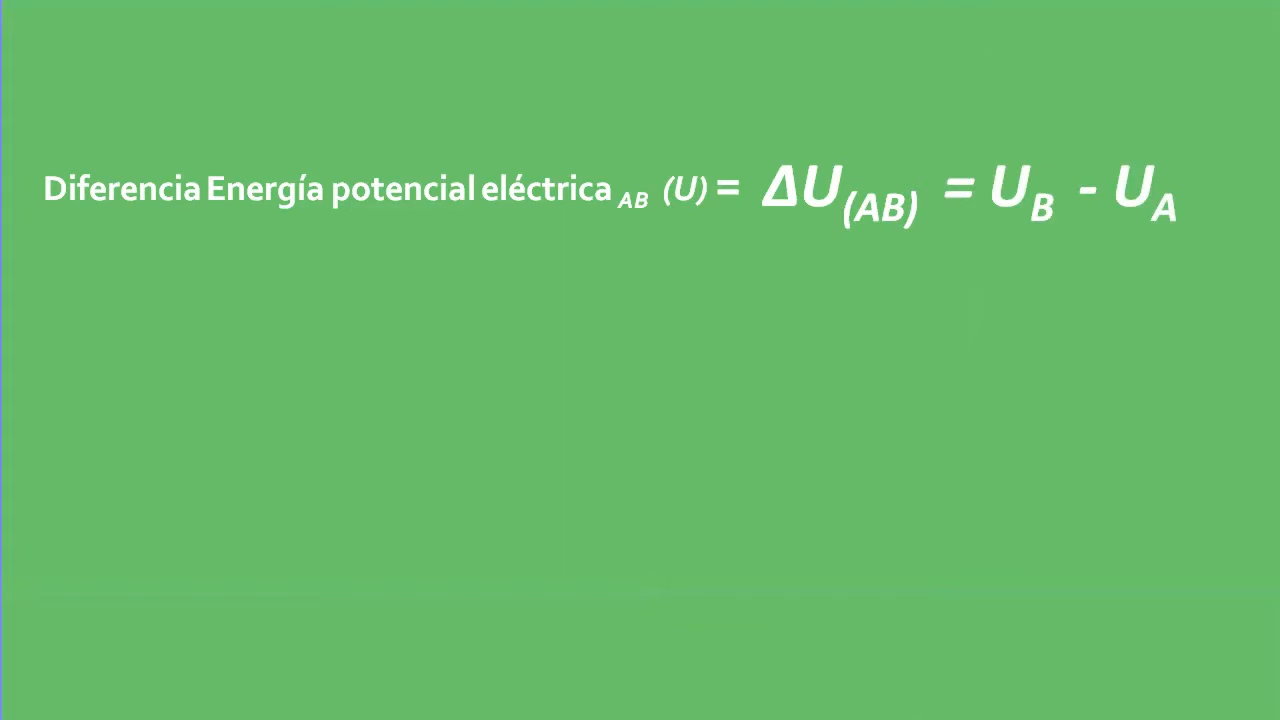 Diferencia Energía potencial eléctrica AB (U) = ΔU(AB) = UB - UA